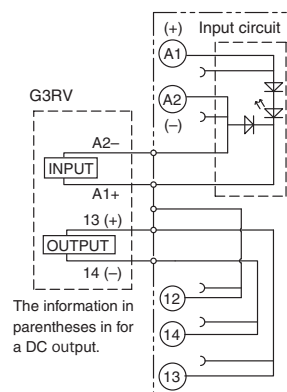 (+)
Input circuit
A1
A2
(–)
G3RV
A2–
INPUT
A1+
13 (+)
OUTPUT
14 (–)
The information in
parentheses in for
a DC output.
12
14
13